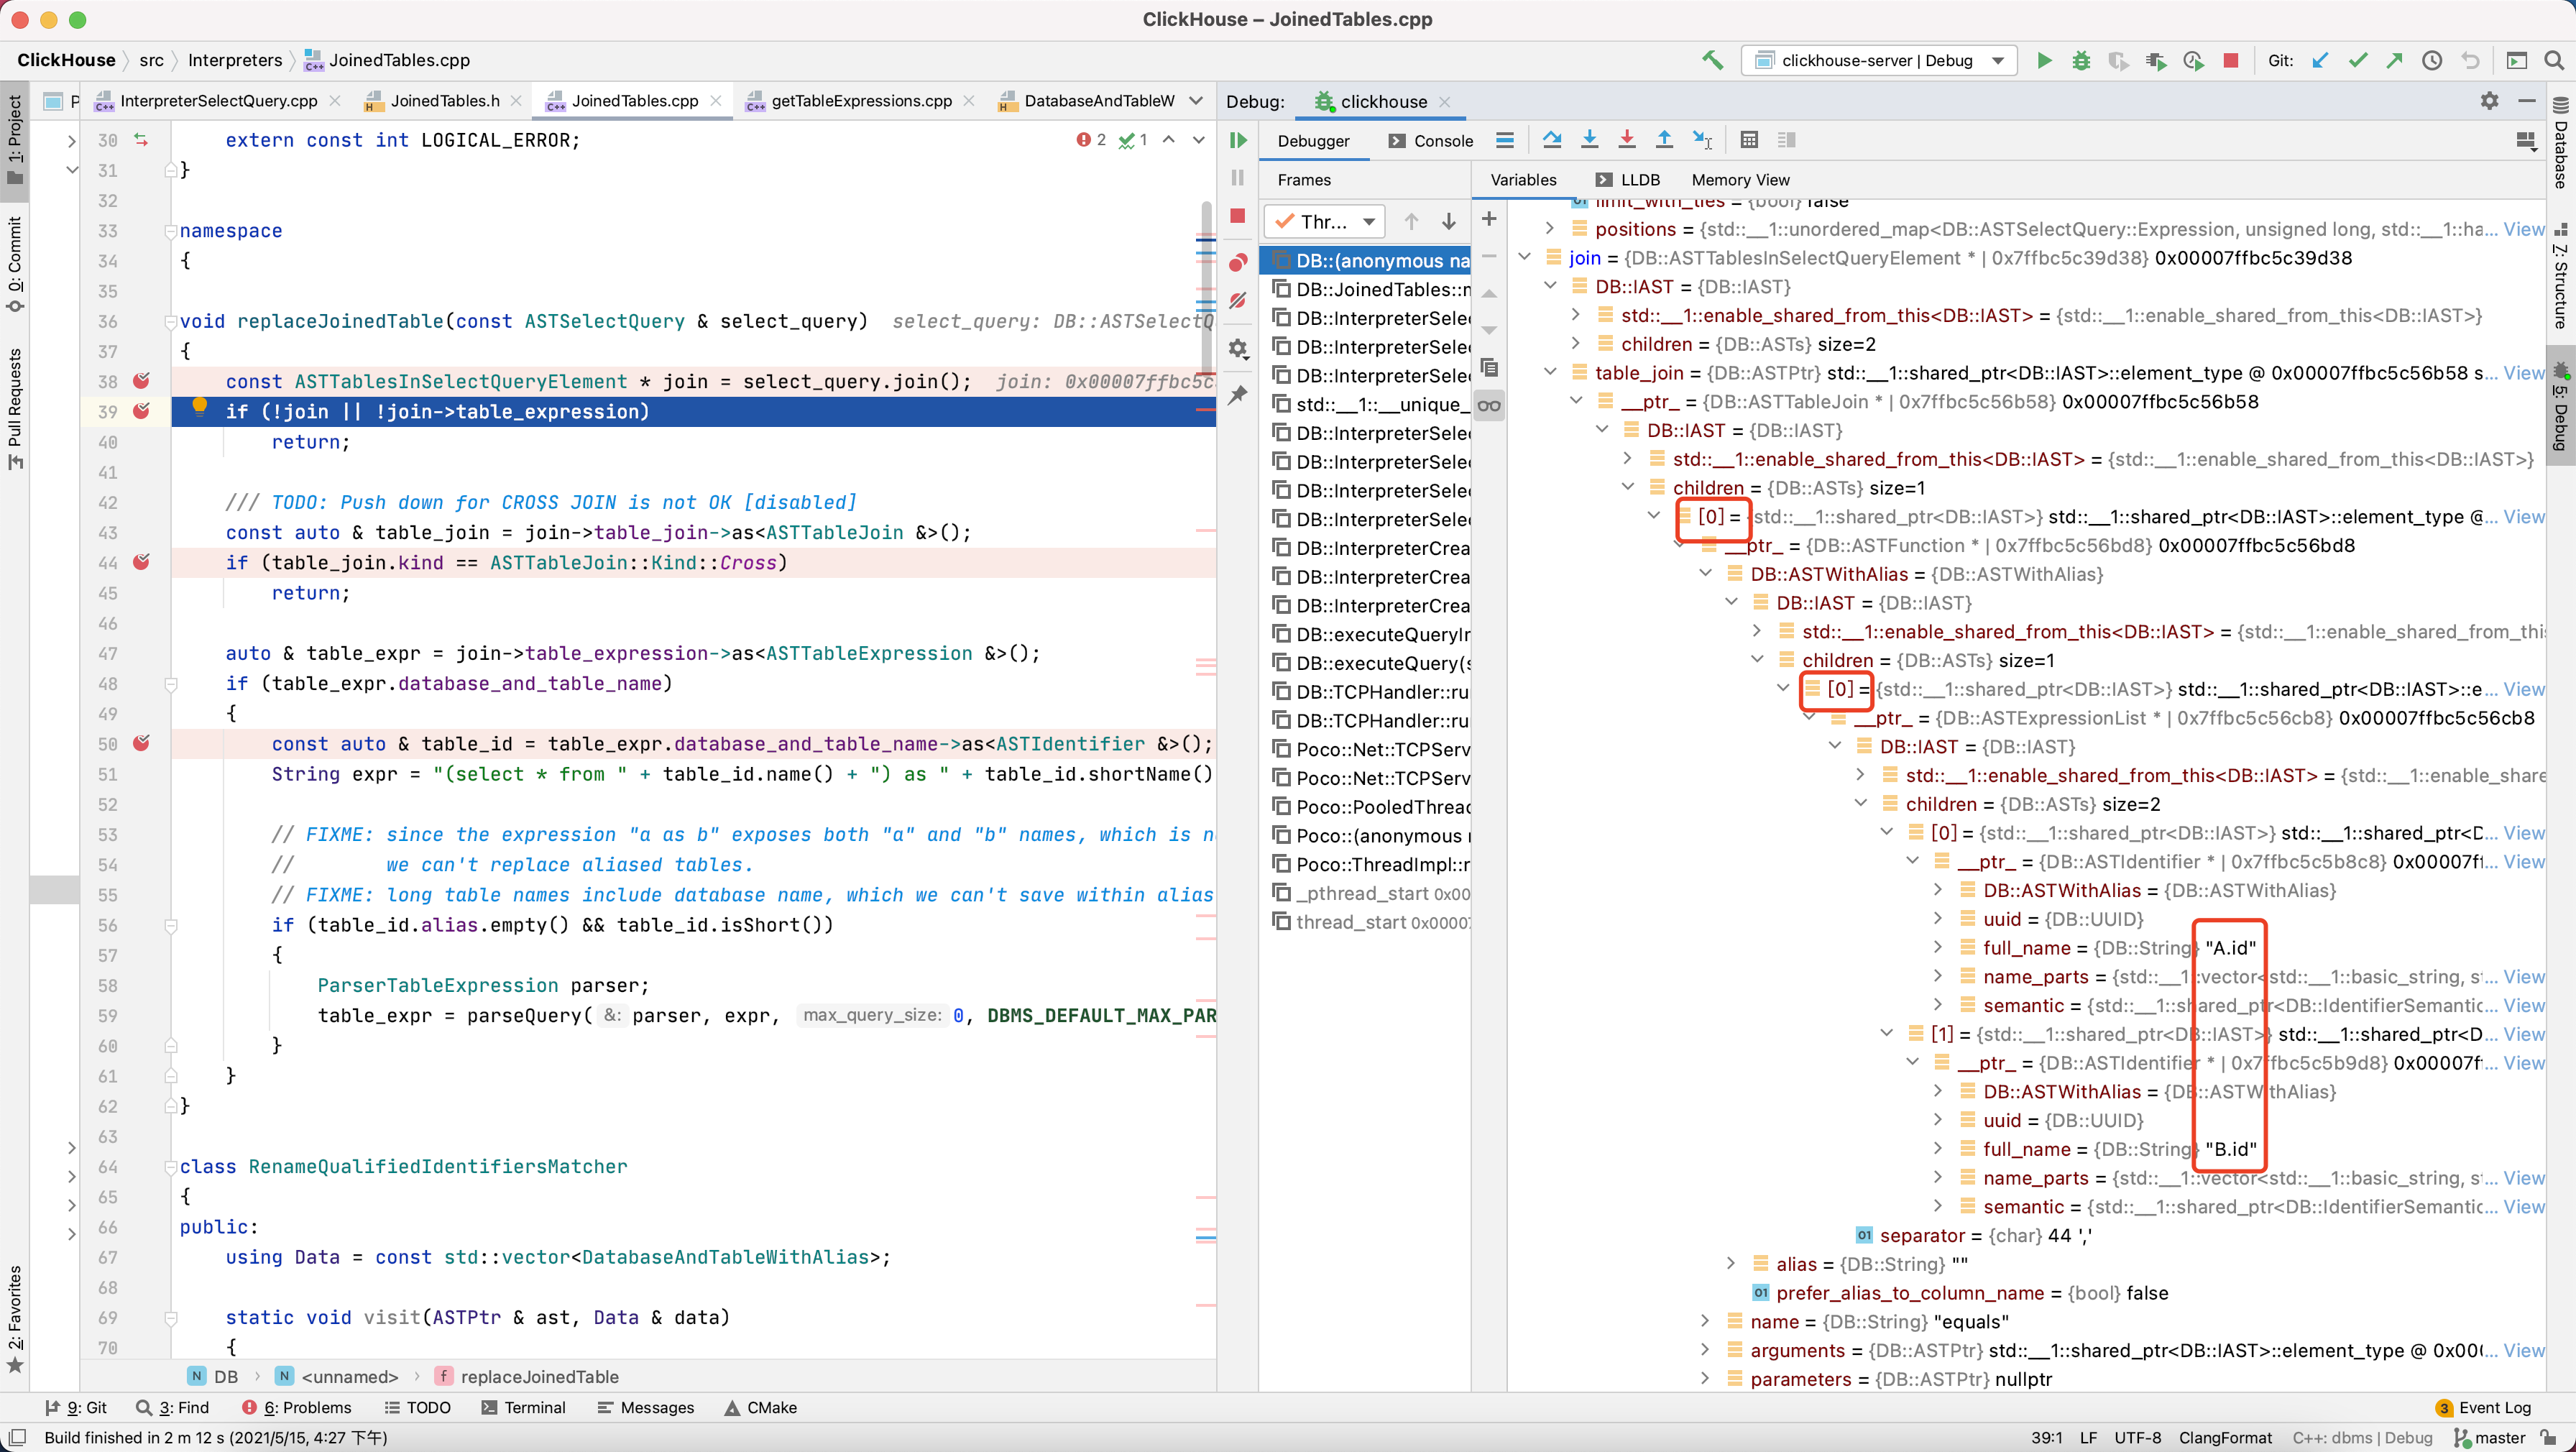 ClickHouse – JoinedTables.cpp
ClickHouse src Interpreters JoinedTables.cpp
clickhouse-server | Debug
Git:
InterpreterSelectQuery.cpp
JoinedTables.h
JoinedTables.cpp
getTableExpressions.cpp
DatabaseAndTableW
1: Project
0: Commit
Pull Requests
2: Favorites
2 1
30 extern const int LOGICAL_ERROR;
31 }
32
33 namespace
34 {
35
36 void replaceJoinedTable(const ASTSelectQuery & select_query) select_query: DB::ASTSelectQ
37 {
38 const ASTTablesInSelectQueryElement * join = select_query.join(); join: 0x00007ffbc5c
39 if (!join || !join->table_expression)
40 return;
41
42 /// TODO: Push down for CROSS JOIN is not OK [disabled]
43 const auto & table_join = join->table_join->as<ASTTableJoin &>();
44 if (table_join.kind == ASTTableJoin::Kind::Cross)
45 return;
46
47 auto & table_expr = join->table_expression->as<ASTTableExpression &>();
48 if (table_expr.database_and_table_name)
49 {
50 const auto & table_id = table_expr.database_and_table_name->as<ASTIdentifier &>();
51 String expr = "(select * from " + table_id.name() + ") as " + table_id.shortName()
52
53 // FIXME: since the expression "a as b" exposes both "a" and "b" names, which is n
54 // we can't replace aliased tables.
55 // FIXME: long table names include database name, which we can't save within alias
56 if (table_id.alias.empty() && table_id.isShort())
57 {
58 ParserTableExpression parser;
59 table_expr = parseQuery( &: parser, expr, max_query_size: 0, DBMS_DEFAULT_MAX_PAR
60 }
61 }
62 }
63
64 class RenameQualifiedIdentifiersMatcher
65 {
66 public:
67 using Data = const std::vector<DatabaseAndTableWithAlias>;
68
69 static void visit(ASTPtr & ast, Data & data)
70 {
DB <unnamed> replaceJoinedTable
Debug: clickhouse
Debugger Console
Frames
Thr...
DB::(anonymous na
DB::JoinedTables::r
DB::InterpreterSele
DB::InterpreterSele
DB::InterpreterSele
std::__1::__unique_
DB::InterpreterSele
DB::InterpreterSele
DB::InterpreterSele
DB::InterpreterSele
DB::InterpreterCrea
DB::InterpreterCrea
DB::InterpreterCrea
DB::executeQueryIr
DB::executeQuery(s
DB::TCPHandler::ru
DB::TCPHandler::ru
Poco::Net::TCPServ
Poco::Net::TCPServ
Poco::PooledThread
Poco::(anonymous
Poco::ThreadImpl::r
_pthread_start 0x00
thread_start 0x0000
Variables LLDB Memory View
limit_with_ties = {bool} false
positions = {std::__1::unordered_map<DB::ASTSelectQuery::Expression, unsigned long, std::__1::ha... View
join = {DB::ASTTablesInSelectQueryElement * | 0x7ffbc5c39d38} 0x00007ffbc5c39d38
DB::IAST = {DB::IAST}
std::__1::enable_shared_from_this<DB::IAST> = {std::__1::enable_shared_from_this<DB::IAST>}
children = {DB::ASTs} size=2
table_join = {DB::ASTPtr} std::__1::shared_ptr<DB::IAST>::element_type @ 0x00007ffbc5c56b58 s... View
__ptr_ = {DB::ASTTableJoin * | 0x7ffbc5c56b58} 0x00007ffbc5c56b58
DB::IAST = {DB::IAST}
std::__1::enable_shared_from_this<DB::IAST> = {std::__1::enable_shared_from_this<DB::IAST>}
children = {DB::ASTs} size=1
[0] = {std::__1::shared_ptr<DB::IAST>} std::__1::shared_ptr<DB::IAST>::element_type @... View
__ptr_ = {DB::ASTFunction * | 0x7ffbc5c56bd8} 0x00007ffbc5c56bd8
DB::ASTWithAlias = {DB::ASTWithAlias}
DB::IAST = {DB::IAST}
std::__1::enable_shared_from_this<DB::IAST> = {std::__1::enable_shared_from_thi
children = {DB::ASTs} size=1
[0] = {std::__1::shared_ptr<DB::IAST>} std::__1::shared_ptr<DB::IAST>::e... View
__ptr_ = {DB::ASTExpressionList * | 0x7ffbc5c56cb8} 0x00007ffbc5c56cb8
DB::IAST = {DB::IAST}
std::__1::enable_shared_from_this<DB::IAST> = {std::__1::enable_share
children = {DB::ASTs} size=2
[0] = {std::__1::shared_ptr<DB::IAST>} std::__1::shared_ptr<D... View
__ptr_ = {DB::ASTIdentifier * | 0x7ffbc5c5b8c8} 0x00007f... View
DB::ASTWithAlias = {DB::ASTWithAlias}
uuid = {DB::UUID}
full_name = {DB::String} "A.id"
name_parts = {std::__1::vector<std::__1::basic_string, s... View
semantic = {std::__1::shared_ptr<DB::IdentifierSemantic... View
[1] = {std::__1::shared_ptr<DB::IAST>} std::__1::shared_ptr<D... View
__ptr_ = {DB::ASTIdentifier * | 0x7ffbc5c5b9d8} 0x00007f... View
DB::ASTWithAlias = {DB::ASTWithAlias}
uuid = {DB::UUID}
full_name = {DB::String} "B.id"
name_parts = {std::__1::vector<std::__1::basic_string, s... View
semantic = {std::__1::shared_ptr<DB::IdentifierSemantic... View
separator = {char} 44 ','
alias = {DB::String} ""
prefer_alias_to_column_name = {bool} false
name = {DB::String} "equals"
arguments = {DB::ASTPtr} std::__1::shared_ptr<DB::IAST>::element_type @ 0x00(... View
parameters = {DB::ASTPtr} nullptr
Database
Z: Structure
5: Debug
9: Git 3: Find 6: Problems TODO Terminal Messages CMake
3 Event Log
Build finished in 2 m 12 s (2021/5/15, 4:27 下午)
39:1 LF UTF-8 ClangFormat C++: dbms | Debug master